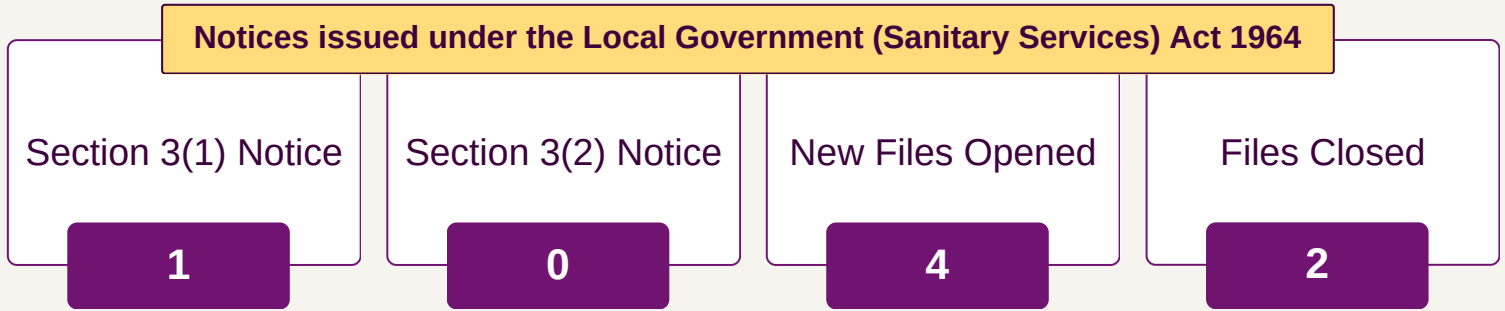 Notices issued under the Local Government (Sanitary Services) Act 1964
Section 3(1) Notice
1
Section 3(2) Notice
0
New Files Opened
4
Files Closed
2